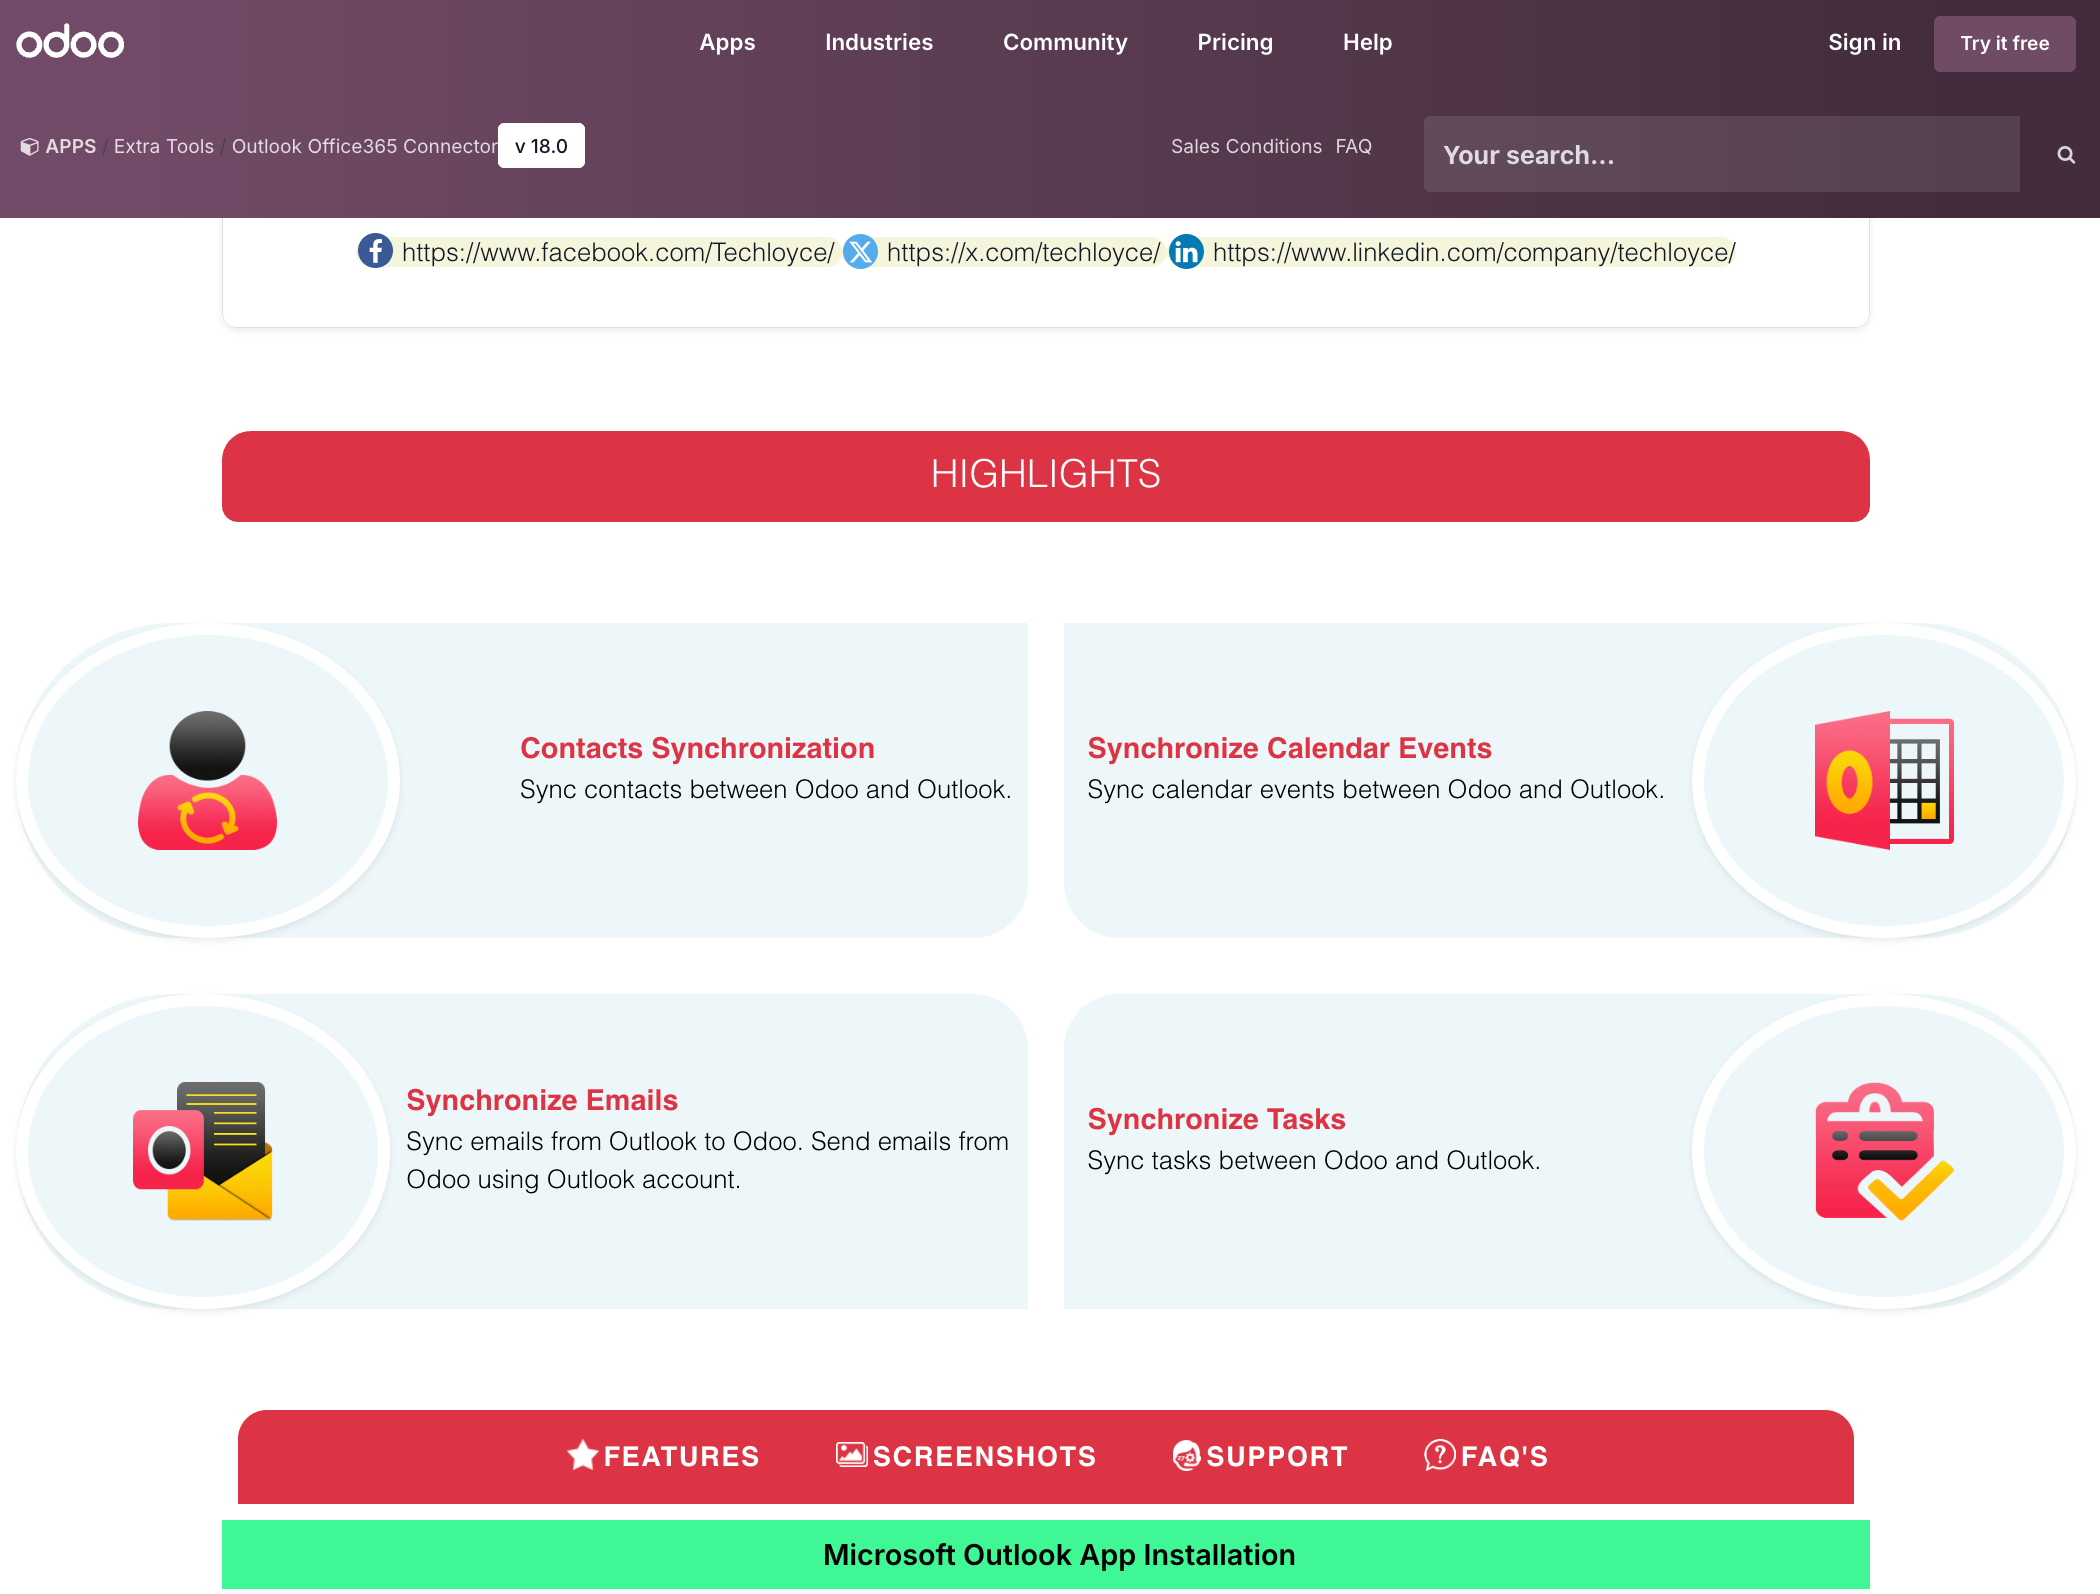 odoo
Apps Industries Community Pricing Help
Sign in Try it free
APPS / Extra Tools / Outlook Office365 Connector v 18.0
Sales Conditions FAQ
Your search...
https://www.facebook.com/Techloyce/ https://x.com/techloyce/ https://www.linkedin.com/company/techloyce/
HIGHLIGHTS
Contacts Synchronization
Sync contacts between Odoo and Outlook.
Synchronize Calendar Events
Sync calendar events between Odoo and Outlook.
Synchronize Emails
Sync emails from Outlook to Odoo. Send emails from
Odoo using Outlook account.
Synchronize Tasks
Sync tasks between Odoo and Outlook.
FEATURES SCREENSHOTS SUPPORT FAQ'S
Microsoft Outlook App Installation